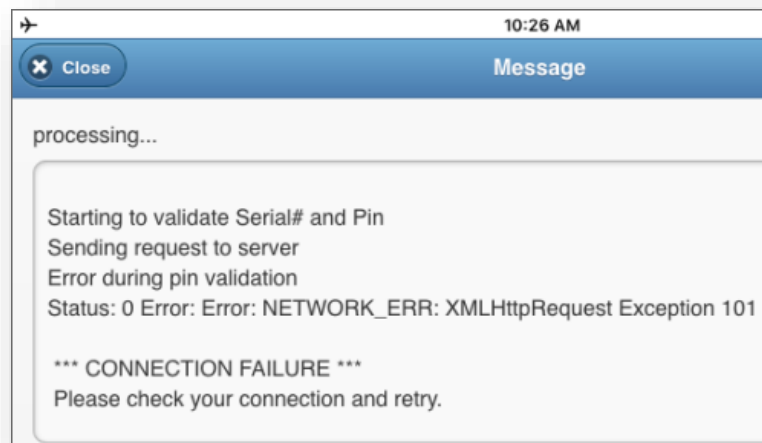 10:26 AM
Close
Message
processing...
Starting to validate Serial# and Pin
Sending request to server
Error during pin validation
Status: 0 Error: Error: NETWORK_ERR: XMLHttpRequest Exception 101
*** CONNECTION FAILURE ***
Please check your connection and retry.